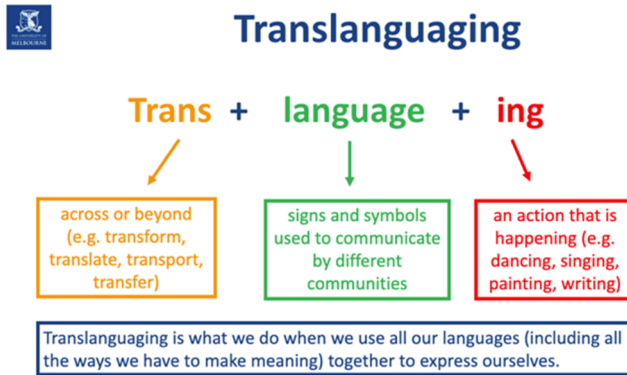 THE UNIVERSITY OF
MELBOURNE
Translanguaging
Trans + language + ing
across or beyond
(e.g. transform,
translate, transport,
transfer)
signs and symbols
used to communicate
by different
communities
an action that is
happening (e.g.
dancing, singing,
painting, writing)
Translanguaging is what we do when we use all our languages (including all
the ways we have to make meaning) together to express ourselves.